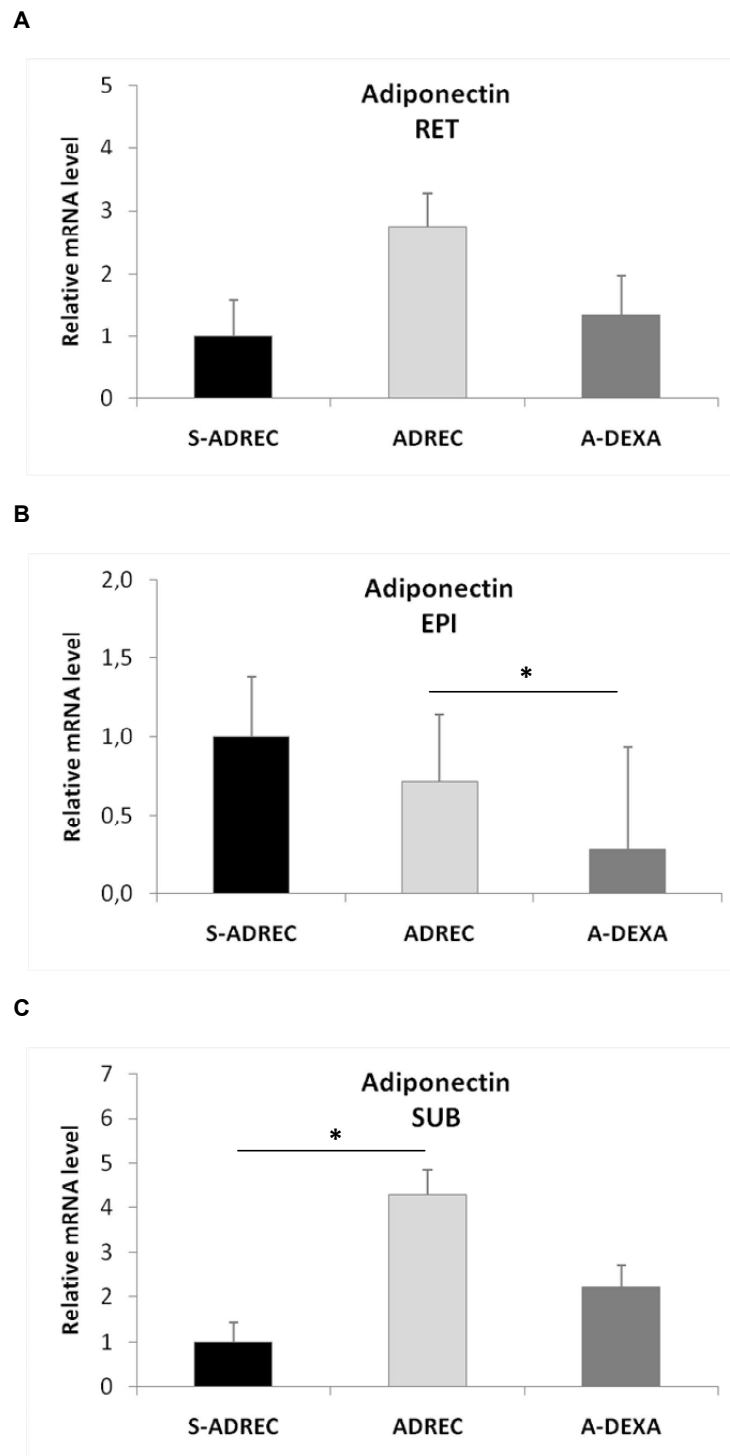 A
Adiponectin
RET
Relative mRNA level
5
4
3
2
1
0
S-ADREC ADREC A-DEXA
B
Adiponectin
EPI
Relative mRNA level
2,0
1,5
1,0
0,5
0,0
*
S-ADREC ADREC A-DEXA
C
Adiponectin
SUB
Relative mRNA level
7
6
5
4
3
2
1
0
*
S-ADREC ADREC A-DEXA